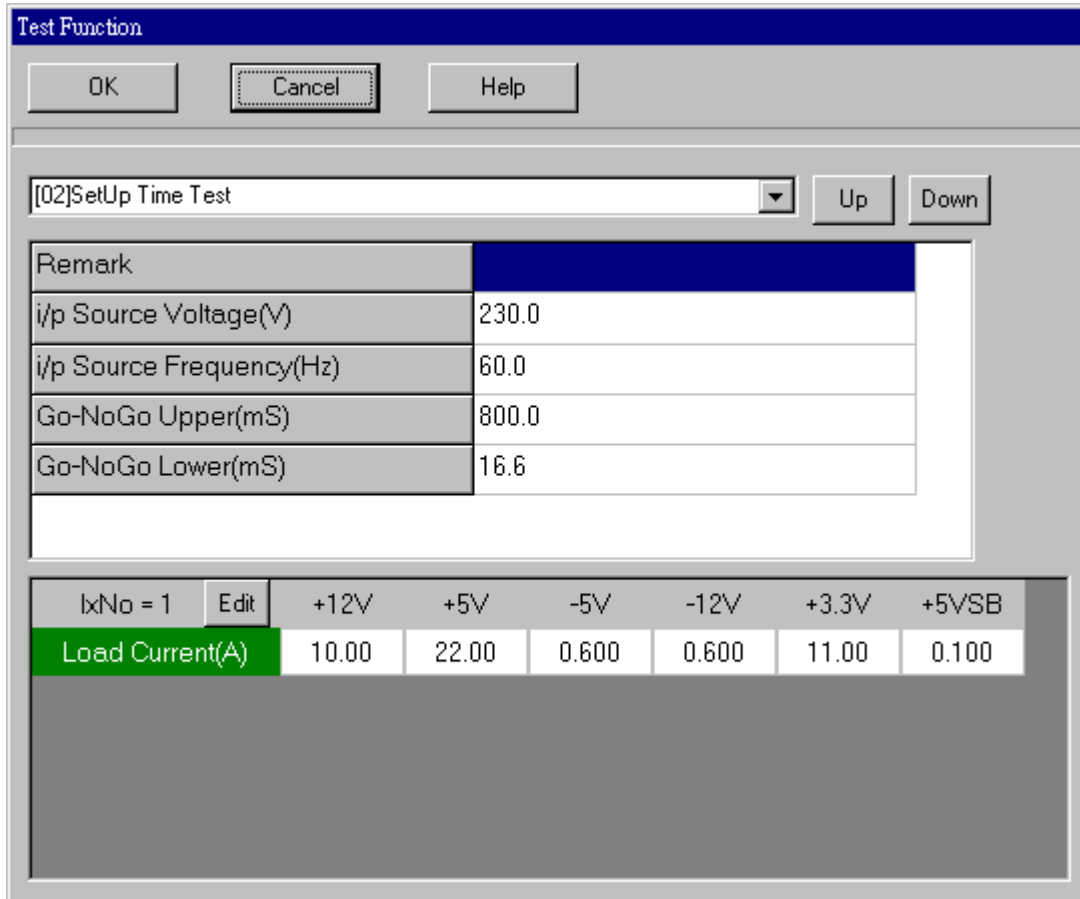 Test Function
OK Cancel Help
[02]SetUp Time Test Up Down
Remark
i/p Source Voltage(V) 230.0
i/p Source Frequency(Hz) 60.0
Go-NoGo Upper(mS) 800.0
Go-NoGo Lower(mS) 16.6
IxNo = 1 Edit +12V +5V -5V -12V +3.3V +5VSB
Load Current(A) 10.00 22.00 0.600 0.600 11.00 0.100